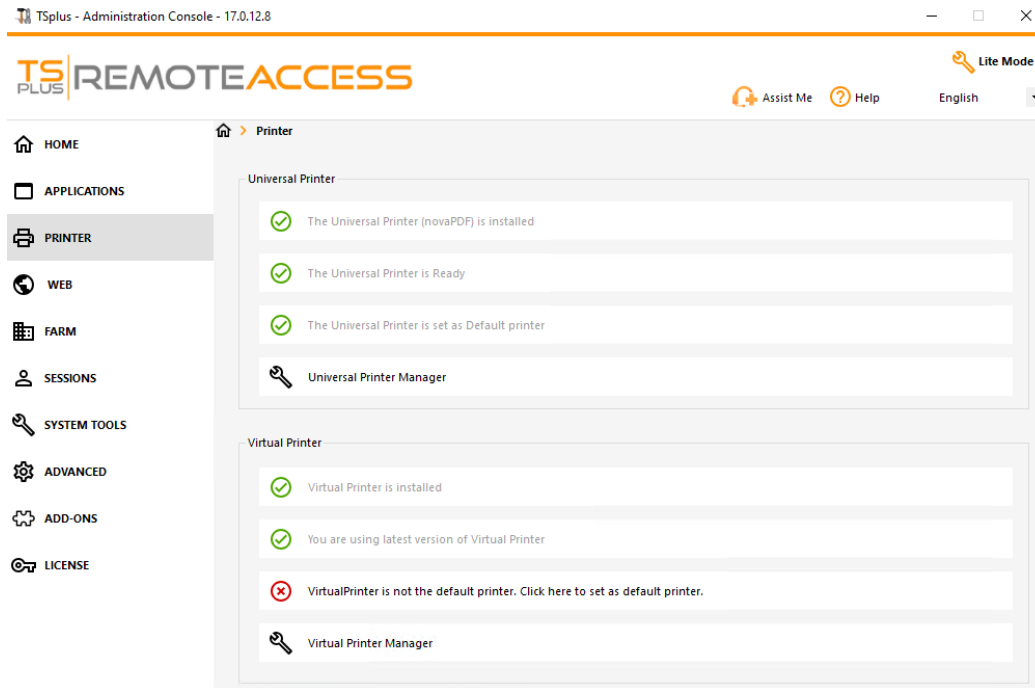 TSplus - Administration Console - 17.0.12.8
TS PLUS REMOTEACCESS
Lite Mode
Assist Me
Help
English
HOME
APPLICATIONS
PRINTER
WEB
FARM
SESSIONS
SYSTEM TOOLS
ADVANCED
ADD-ONS
LICENSE
Printer
Universal Printer
The Universal Printer (novaPDF) is installed
The Universal Printer is Ready
The Universal Printer is set as Default printer
Universal Printer Manager
Virtual Printer
Virtual Printer is installed
You are using latest version of Virtual Printer
VirtualPrinter is not the default printer. Click here to set as default printer.
Virtual Printer Manager